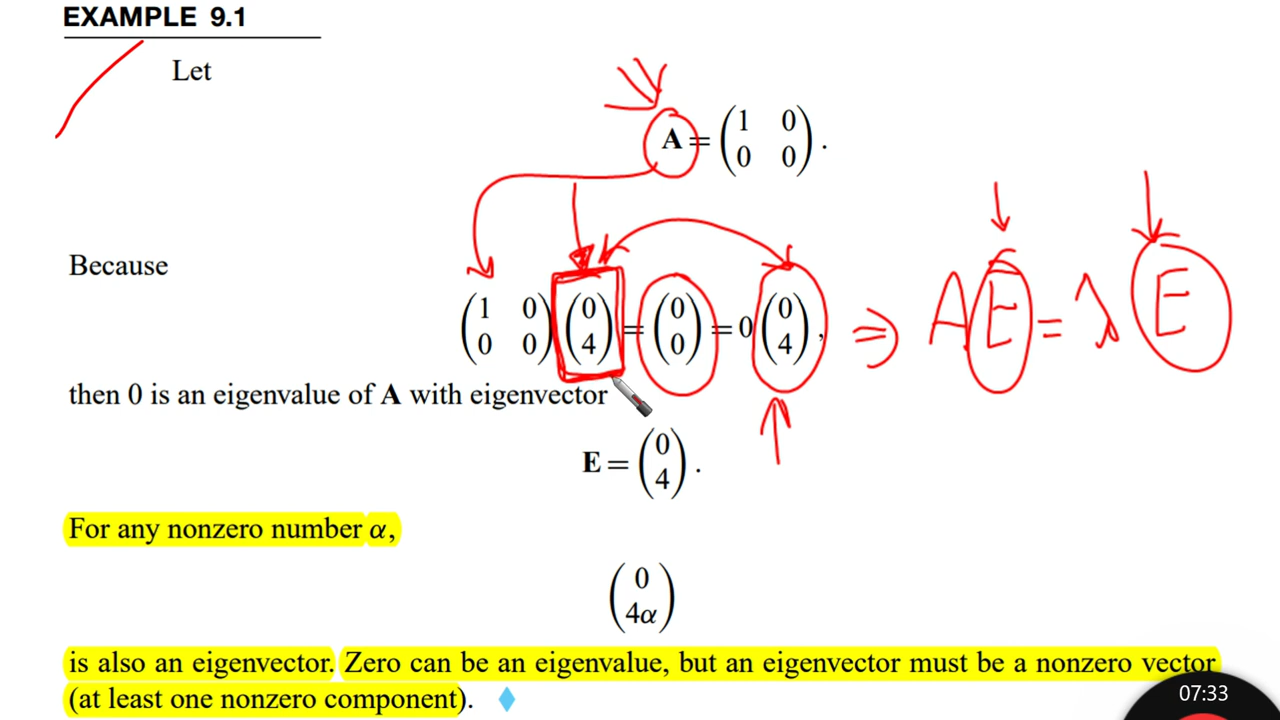 EXAMPLE 9.1
Let
A = (1 0
0 0).
Because
(1 0
0 0) (0
4) = (0
0) = 0 (0
4), ⇒ AE = λE
then 0 is an eigenvalue of A with eigenvector
E = (0
4).
For any nonzero number α,
(0
4α)
is also an eigenvector. Zero can be an eigenvalue, but an eigenvector must be a nonzero vector
(at least one nonzero component).
07:33